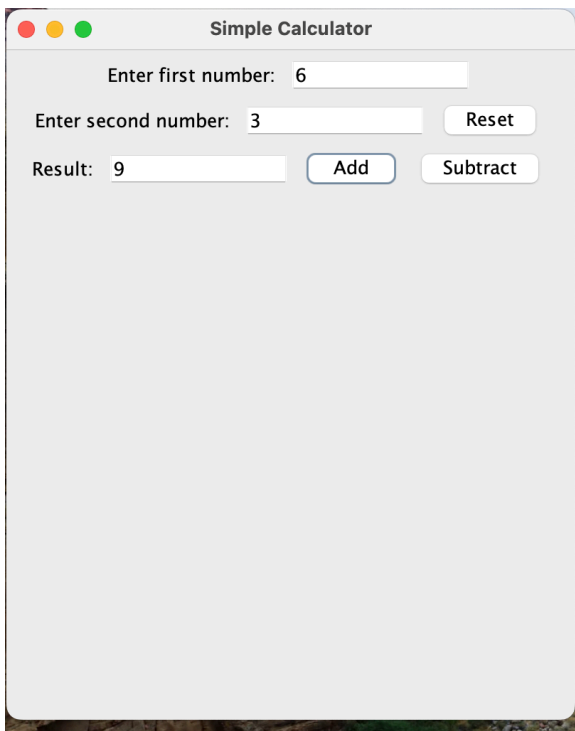 Simple Calculator
Enter first number: 6
Enter second number: 3 Reset
Result: 9 Add Subtract